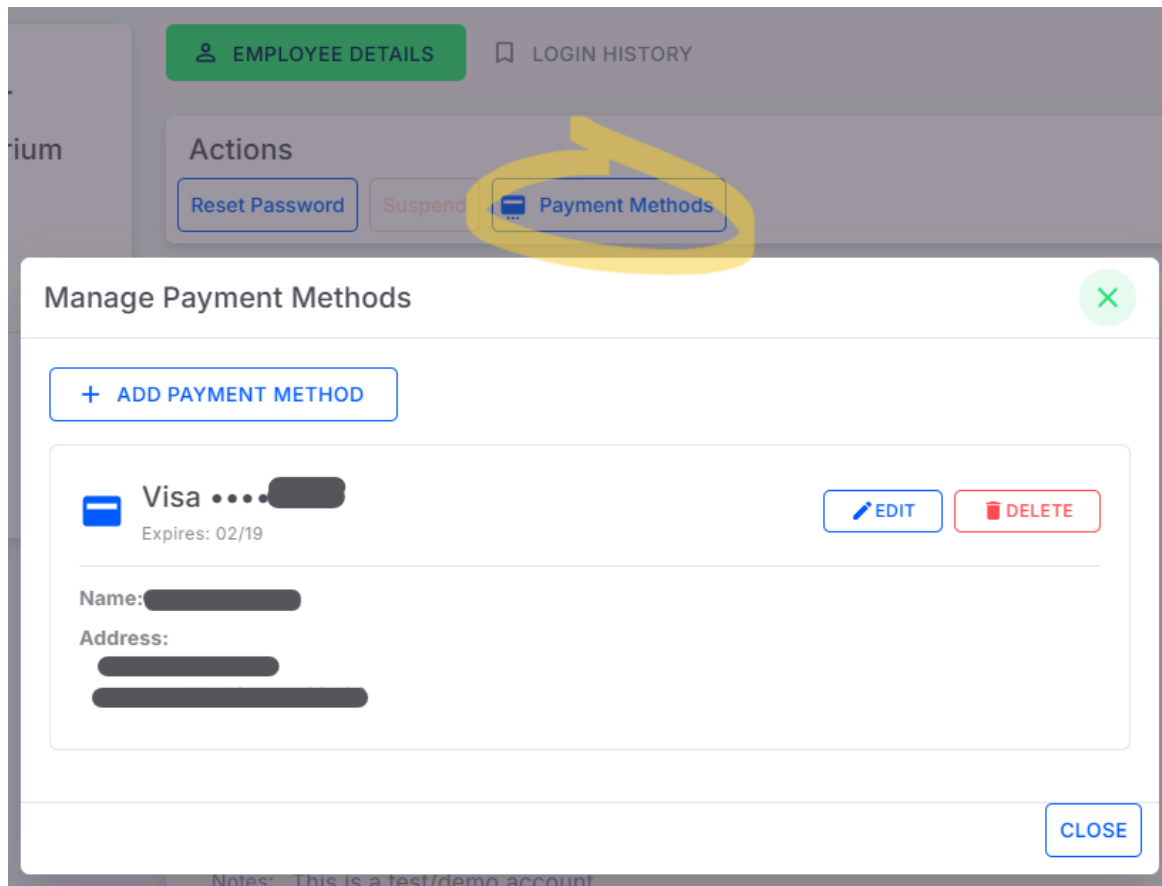 EMPLOYEE DETAILS LOGIN HISTORY
rium
Actions
Reset Password Suspend Payment Methods
Manage Payment Methods
+ ADD PAYMENT METHOD
Visa ••••
Expires: 02/19
EDIT DELETE
Name:
Address:
CLOSE
Notes: This is a test/demo account